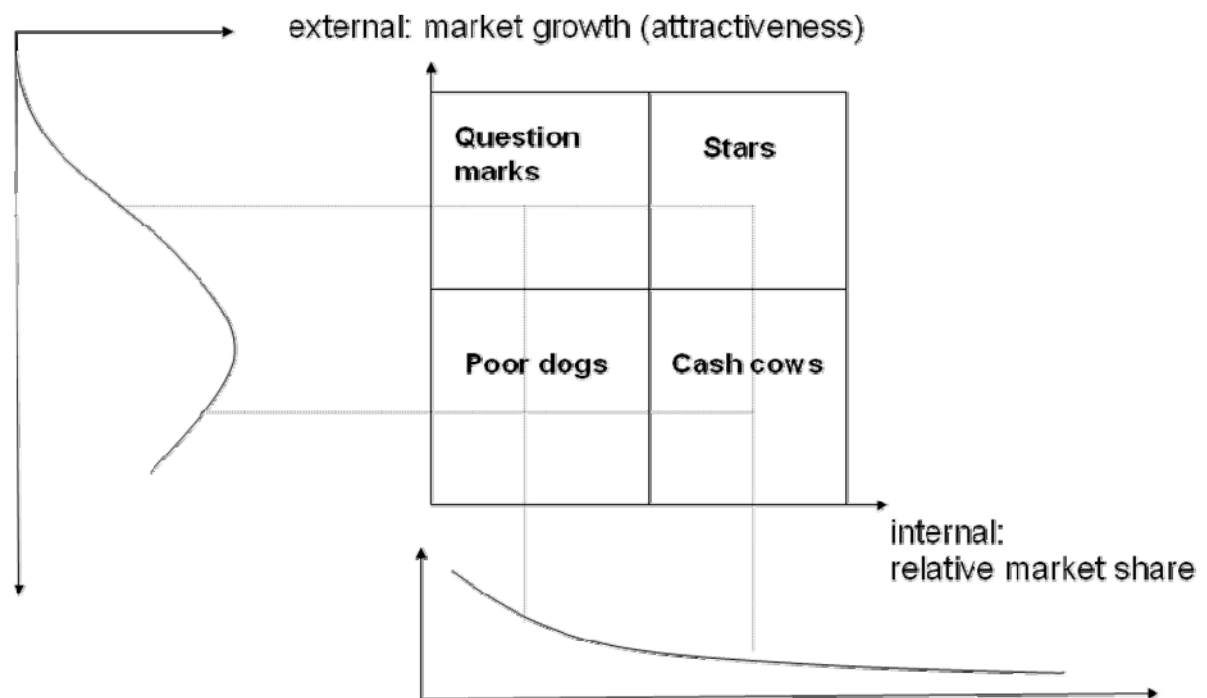 external: market growth (attractiveness)
Question
marks
Stars
Poor dogs
Cash cows
internal:
relative market share